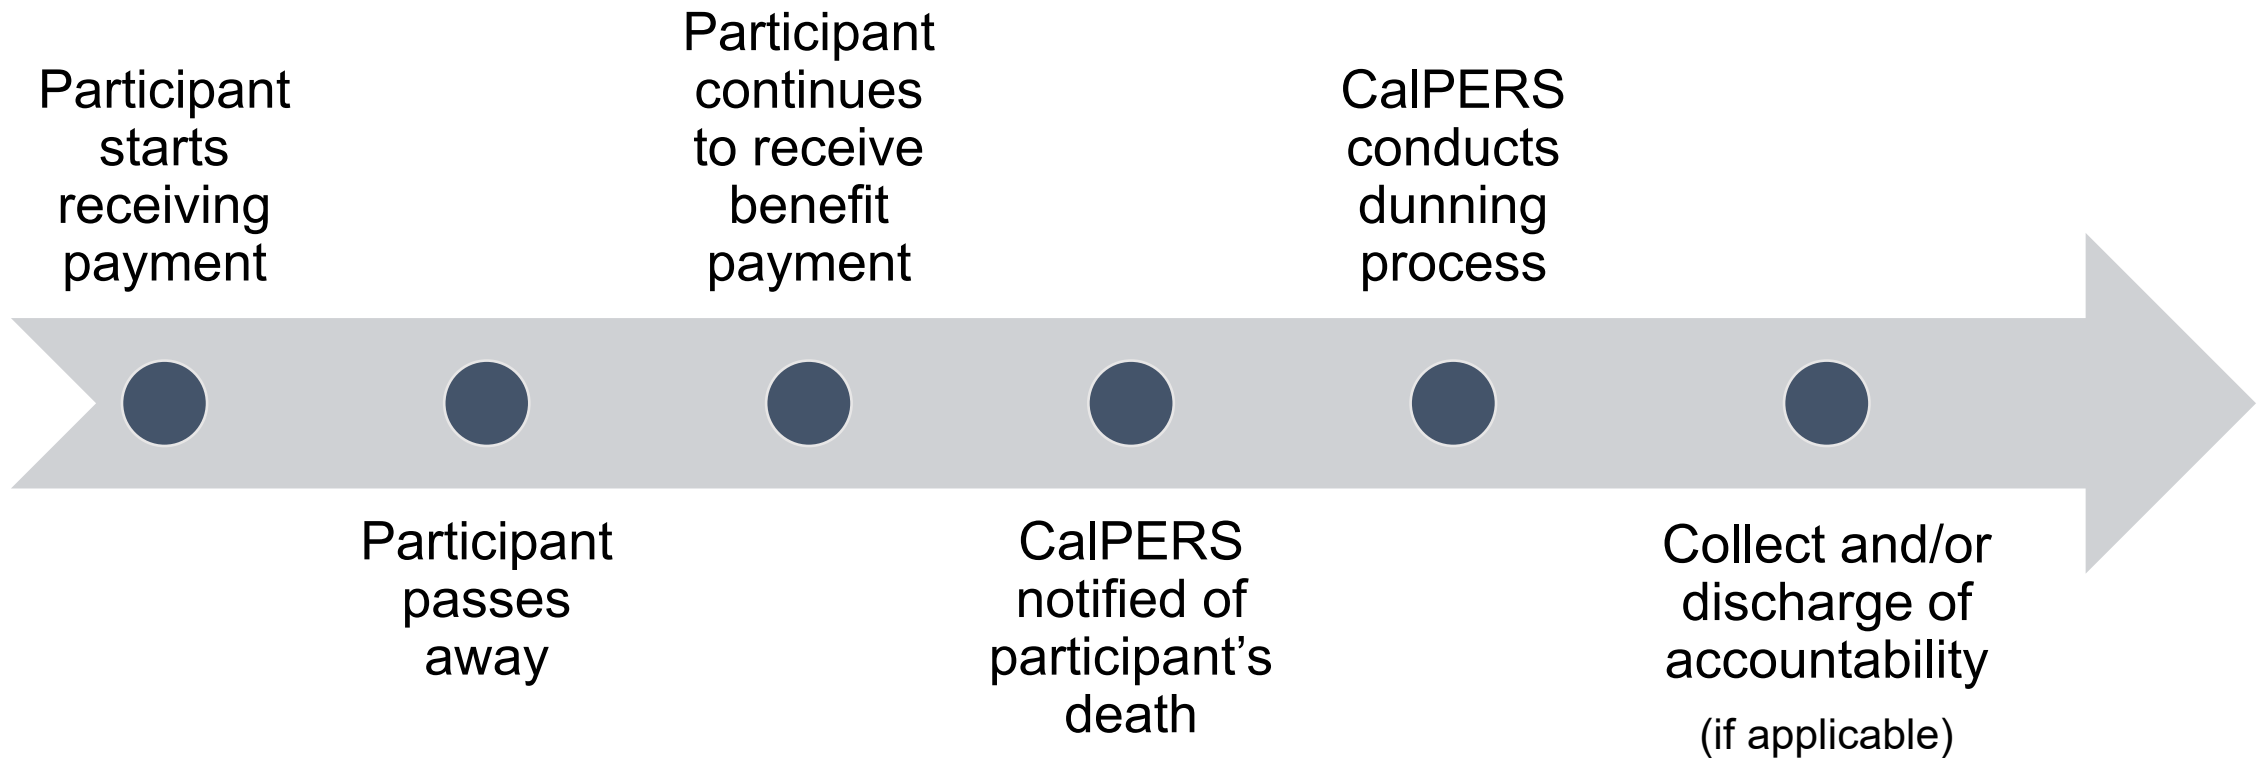 Participant
starts
receiving
payment
Participant
passes
away
Participant
continues
to receive
benefit
payment
CalPERS
notified of
participant’s
death
CalPERS
conducts
dunning
process
Collect and/or
discharge of
accountability
(if applicable)